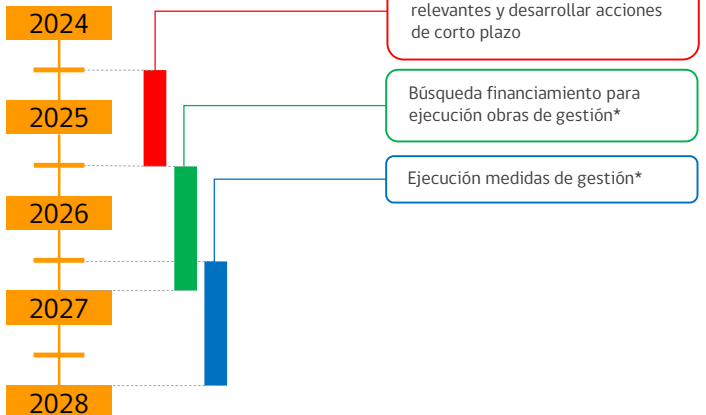 2024
relevantes y desarrollar acciones
de corto plazo
Búsqueda financiamiento para
ejecución obras de gestión*
2025
Ejecución medidas de gestión*
2026
2027
2028